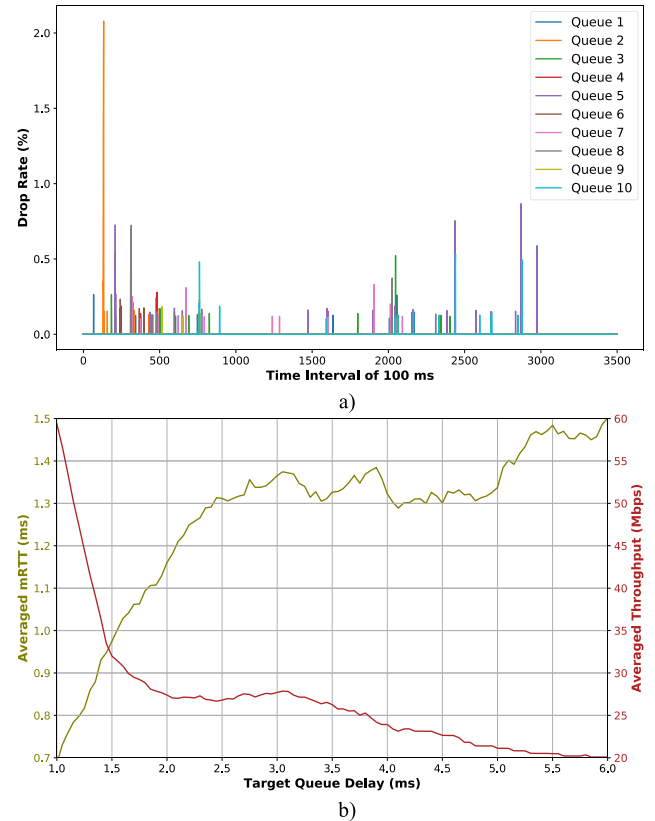 a)
2.0
1.5
1.0
0.5
0.0
Drop Rate (%)
Queue 1
Queue 2
Queue 3
Queue 4
Queue 5
Queue 6
Queue 7
Queue 8
Queue 9
Queue 10
0 500 1000 1500 2000 2500 3000 3500
Time Interval of 100 ms
a)
1.5
1.4
1.3
1.2
1.1
1.0
0.9
0.8
0.7
Averaged mRTT (ms)
60
55
50
45
40
35
30
25
20
Averaged Throughput (Mbps)
1.0 1.5 2.0 2.5 3.0 3.5 4.0 4.5 5.0 5.5 6.0
Target Queue Delay (ms)
b)